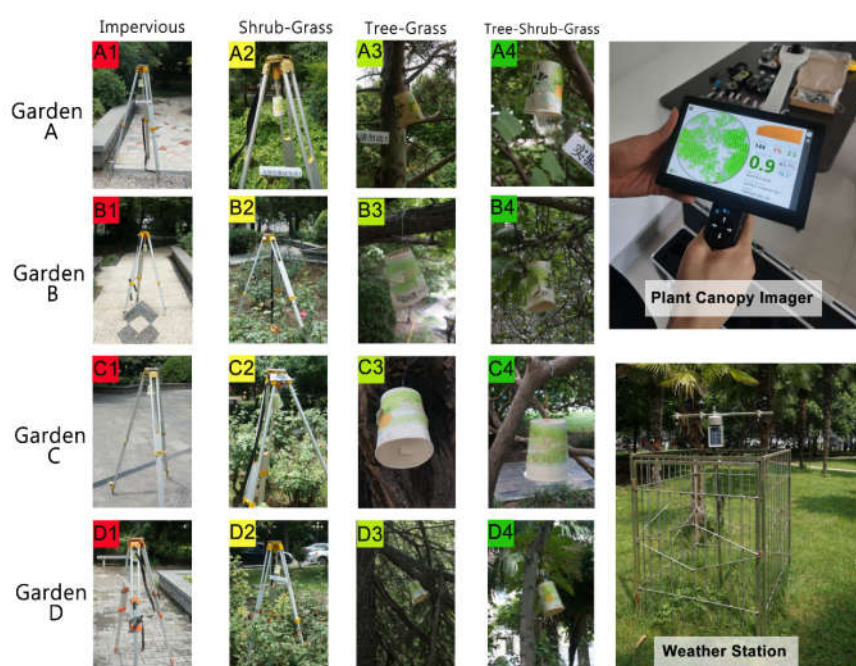 Impervious
Shrub-Grass
Tree-Grass
Tree-Shrub-Grass
A1
A2
A3
A4
Garden
A
B1
B2
B3
B4
Garden
B
0.9
Plant Canopy Imager
C1
C2
C3
C4
Garden
C
D1
D2
D3
D4
Garden
D
Weather Station